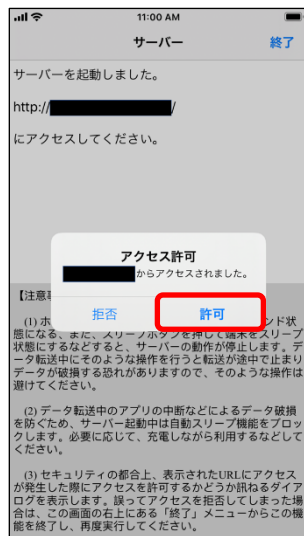 11:00 AM
サーバー 終了
サーバーを起動しました。
http:// /
にアクセスしてください。
アクセス許可
からアクセスされました。
拒否 許可
【注意
(1) ホ ンド状
態になる、また、スリープボタンを押して端末をスリープ
状態にするなどすると、サーバーの動作が停止します。デ
ータ転送中にそのような操作を行うと転送が途中で止まり
データが破損する恐れがありますので、そのような操作は
避けてください。
(2) データ転送中のアプリの中断などによるデータ破損
を防ぐため、サーバー起動中は自動スリープ機能をブロッ
クします。必要に応じて、充電しながら利用するなどして
ください。
(3) セキュリティの都合上、表示されたURLにアクセス
が発生した際にアクセスを許可するかどうか訊ねるダイア
ログを表示します。誤ってアクセスを拒否してしまった場
合は、この画面の右上にある「終了」メニューからこの機
能を終了し、再度実行してください。